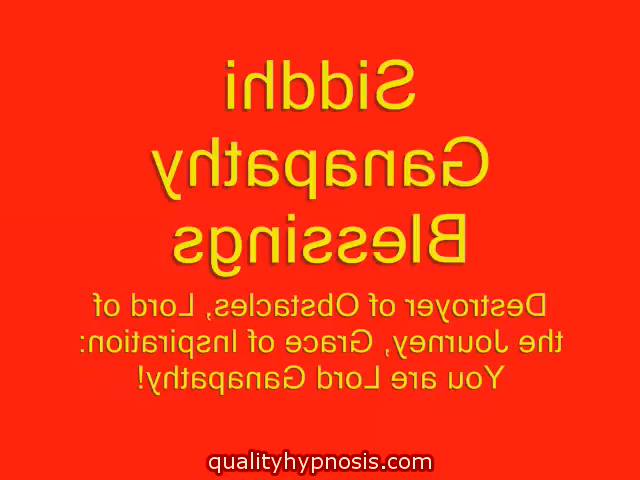 Siddhi
Ganapathy
Blessings
Destroyer of Obstacles, Lord of
the Journey, Grace of Inspiration:
You are Lord Ganapathy!
qualityhypnosis.com